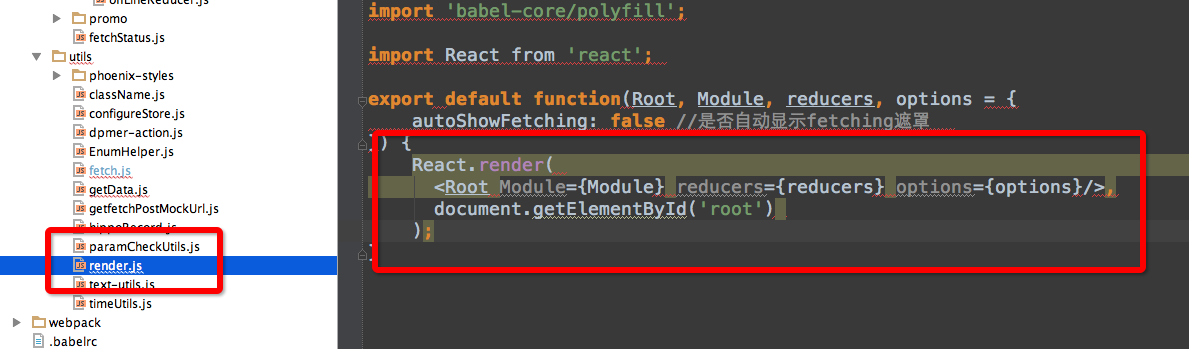 onLineReducer.js
promo
fetchStatus.js
utils
phoenix-styles
className.js
configureStore.js
dpmer-action.js
EnumHelper.js
fetch.js
getData.js
getfetchPostMockUrl.js
hippoRecord.js
paramCheckUtils.js
render.js
text-utils.js
timeUtils.js
webpack
.babelrc
import 'babel-core/polyfill';
import React from 'react';
export default function(Root, Module, reducers, options = {
autoShowFetching: false //是否自动显示fetching遮罩
}) {
React.render(
<Root Module={Module} reducers={reducers} options={options}/>,
document.getElementById('root')
);
}